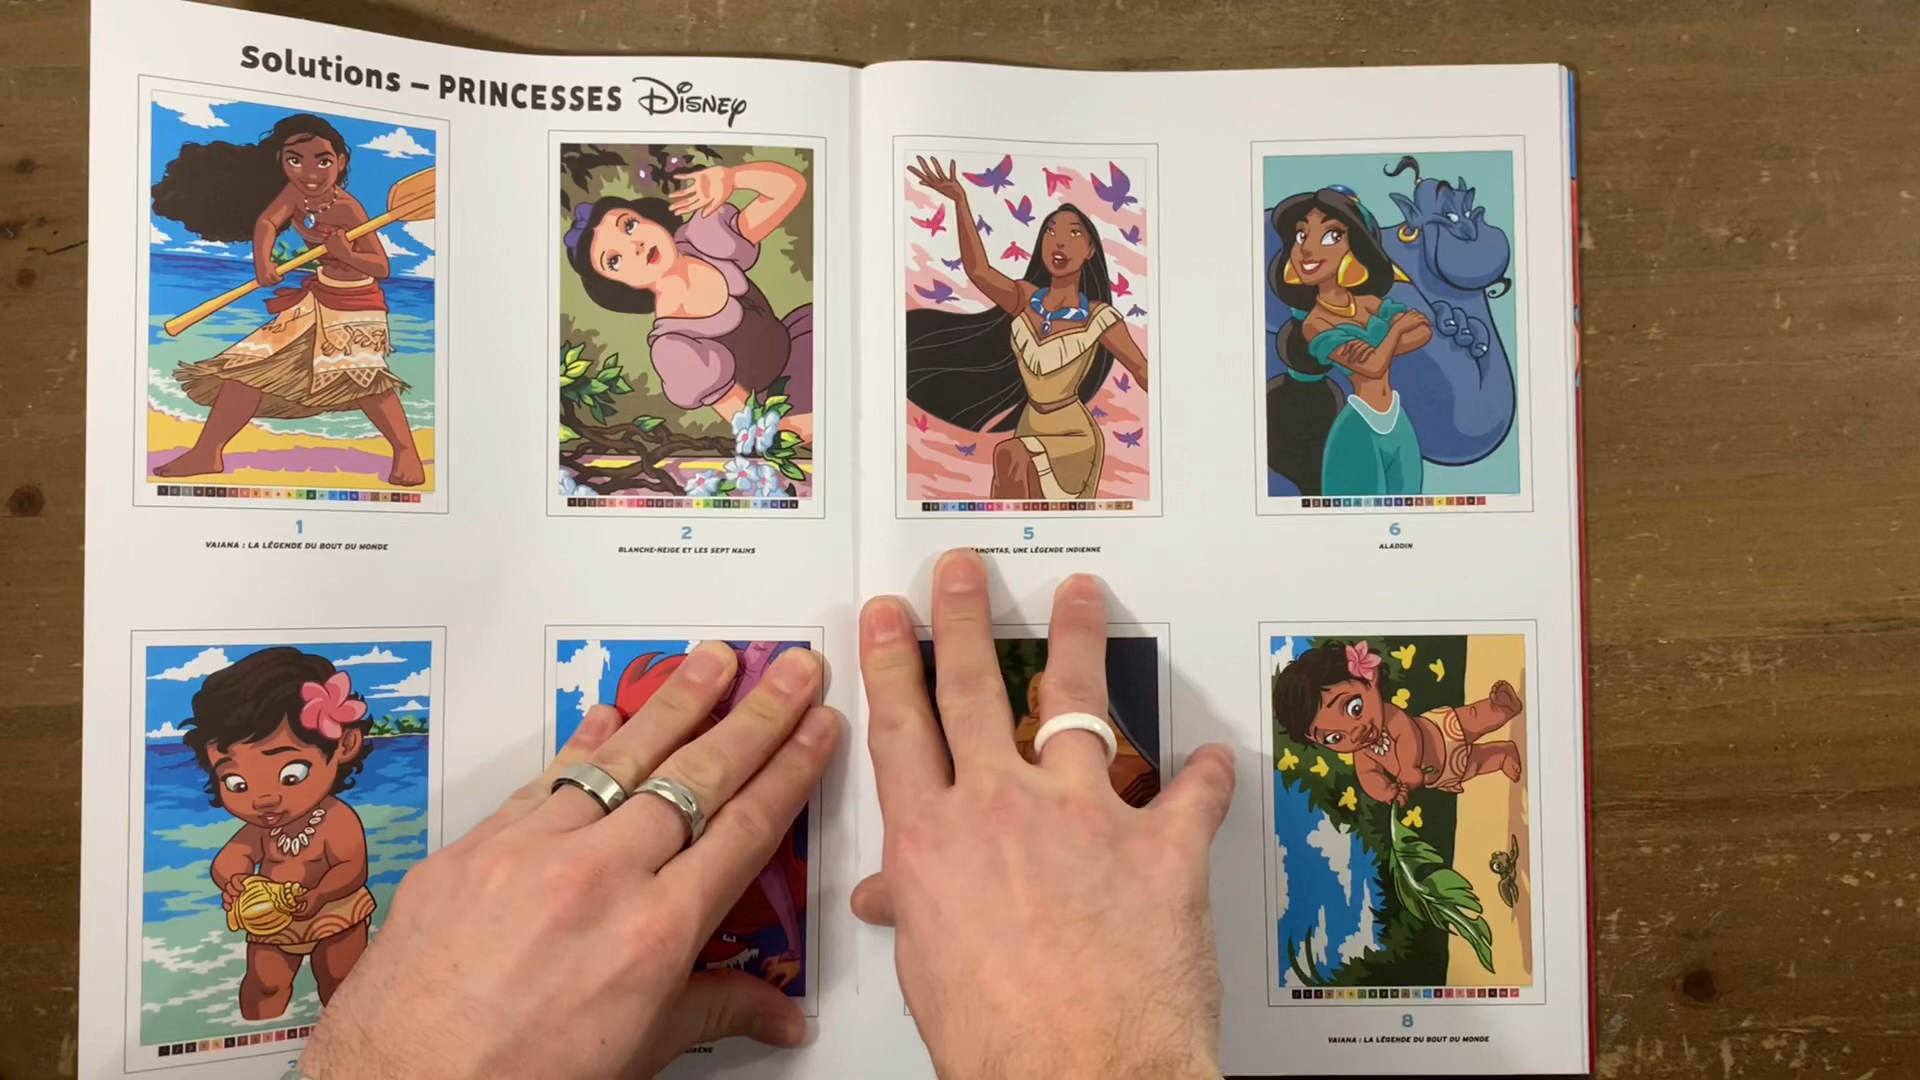 Solutions – PRINCESSES Disney
1
VAIANA : LA LÉGENDE DU BOUT DU MONDE
2
BLANCHE-NEIGE ET LES SEPT NAINS
5
UNE LÉGENDE INDIENNE
6
ALADDIN
8
VAIANA : LA LÉGENDE DU BOUT DU MONDE